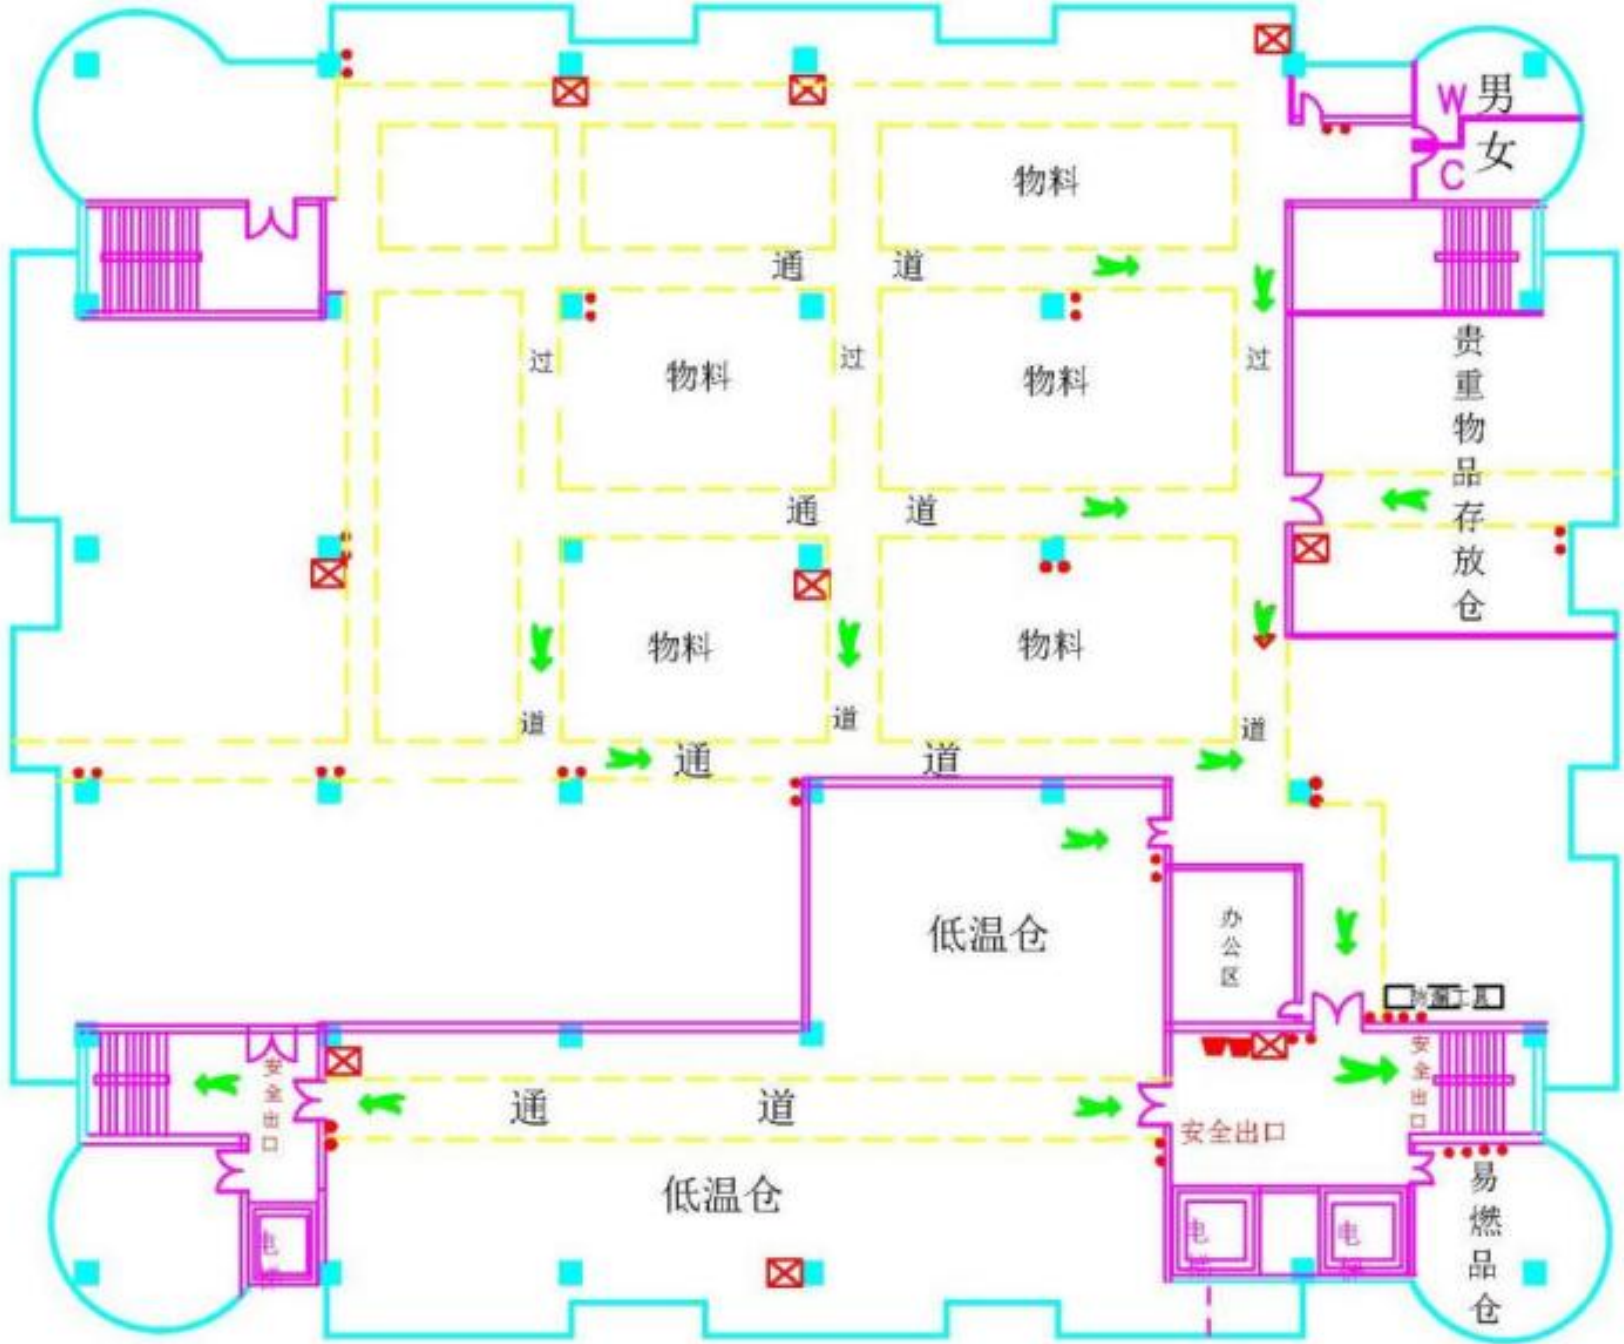 男
W
女
C
物料
通 道
贵重物品存放仓
过
过
过
物料
物料
通 道
物料
物料
道
道
道
通 道
低温仓
办公区
工具
安全出口
安全出口
通 道
安全出口
低温仓
易燃品仓
电
电
电